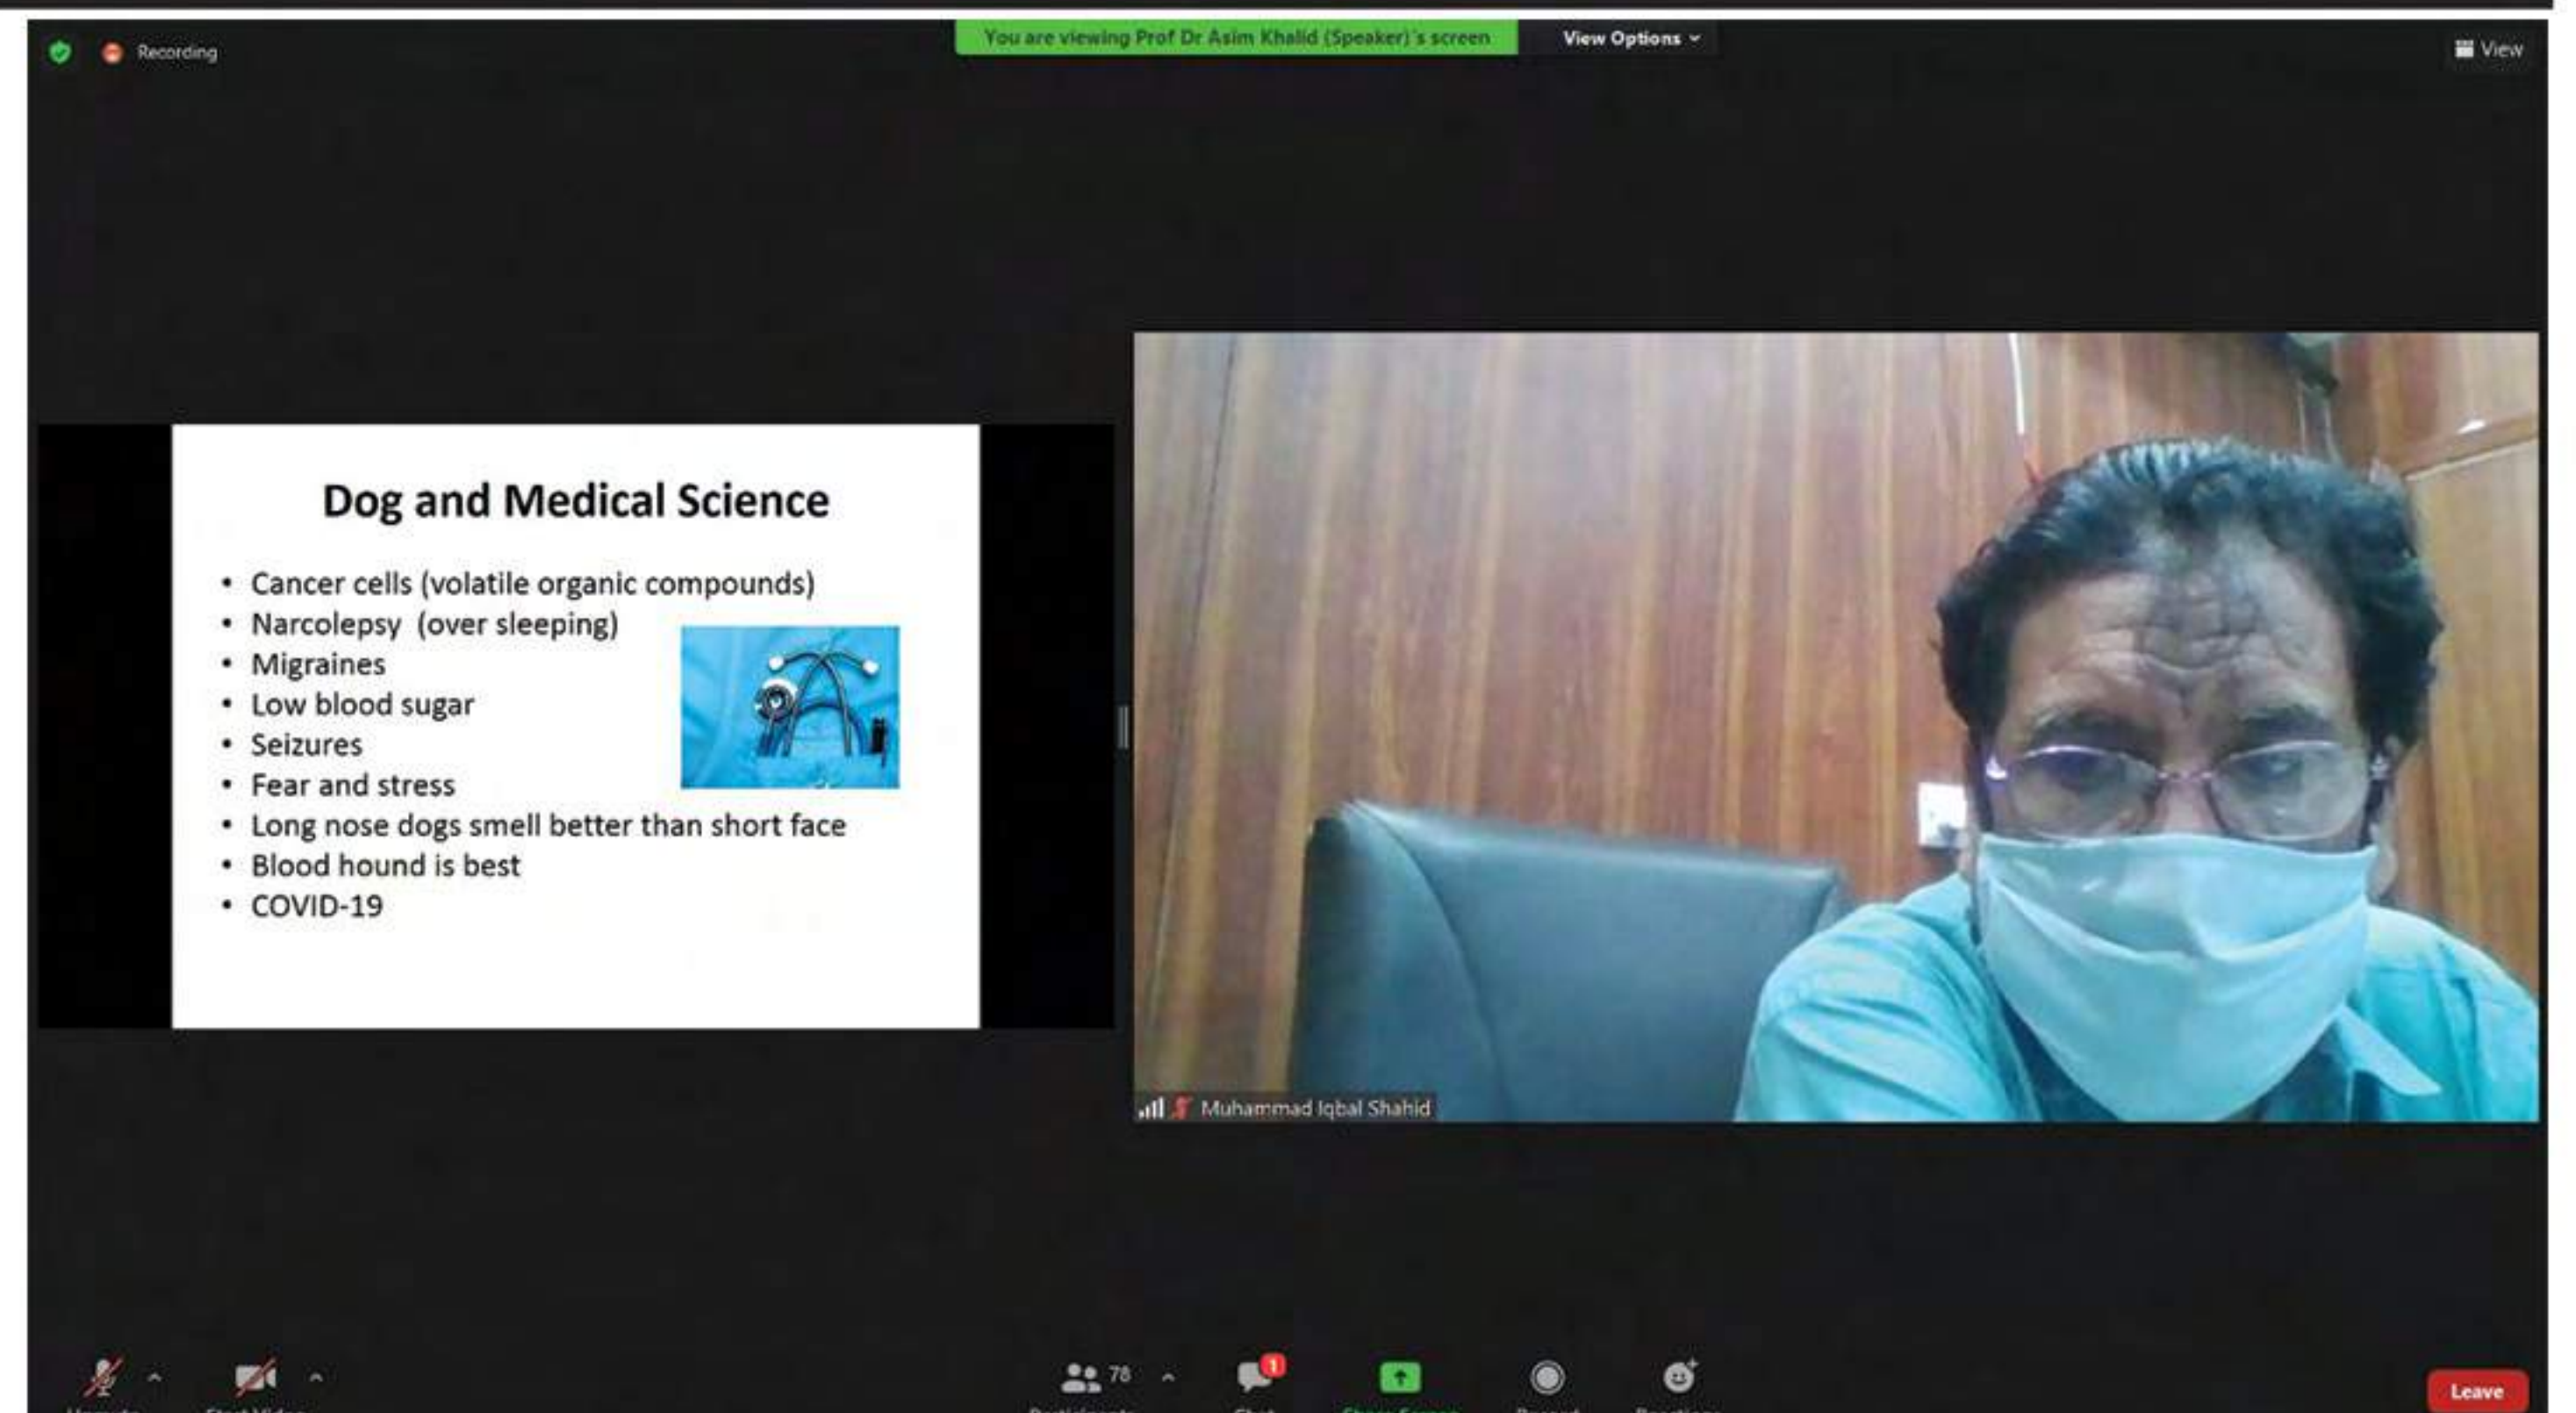 Recording
You are viewing Prof Dr Asim Khalid (Speaker)'s screen
View Options
View
Dog and Medical Science
• Cancer cells (volatile organic compounds)
• Narcolepsy (over sleeping)
• Migraines
• Low blood sugar
• Seizures
• Fear and stress
• Long nose dogs smell better than short face
• Blood hound is best
• COVID-19
Muhammad Iqbal Shahid
78
1
Leave